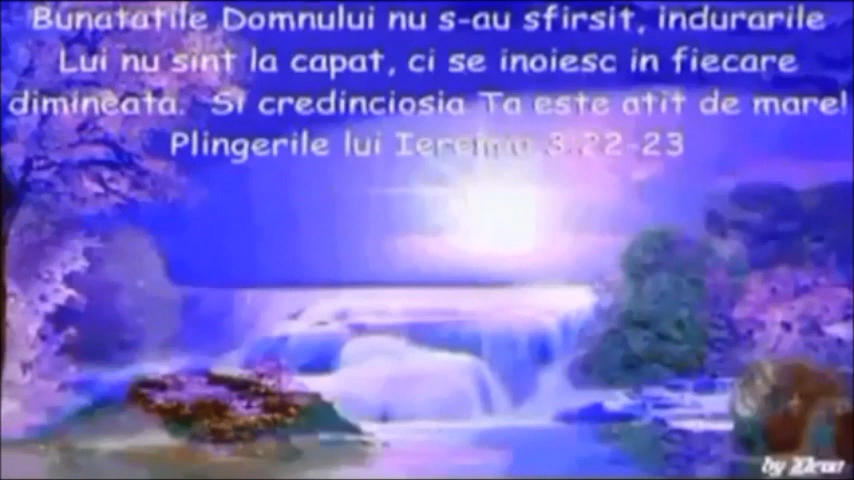 Bunatatile Domnului nu s-au sfirsit, indurarile
Lui nu sint la capat, ci se inoiesc in fiecare
dimineata. Si credinciosia Ta este atit de mare!
Plingerile lui Ieremia 3.22-23
by